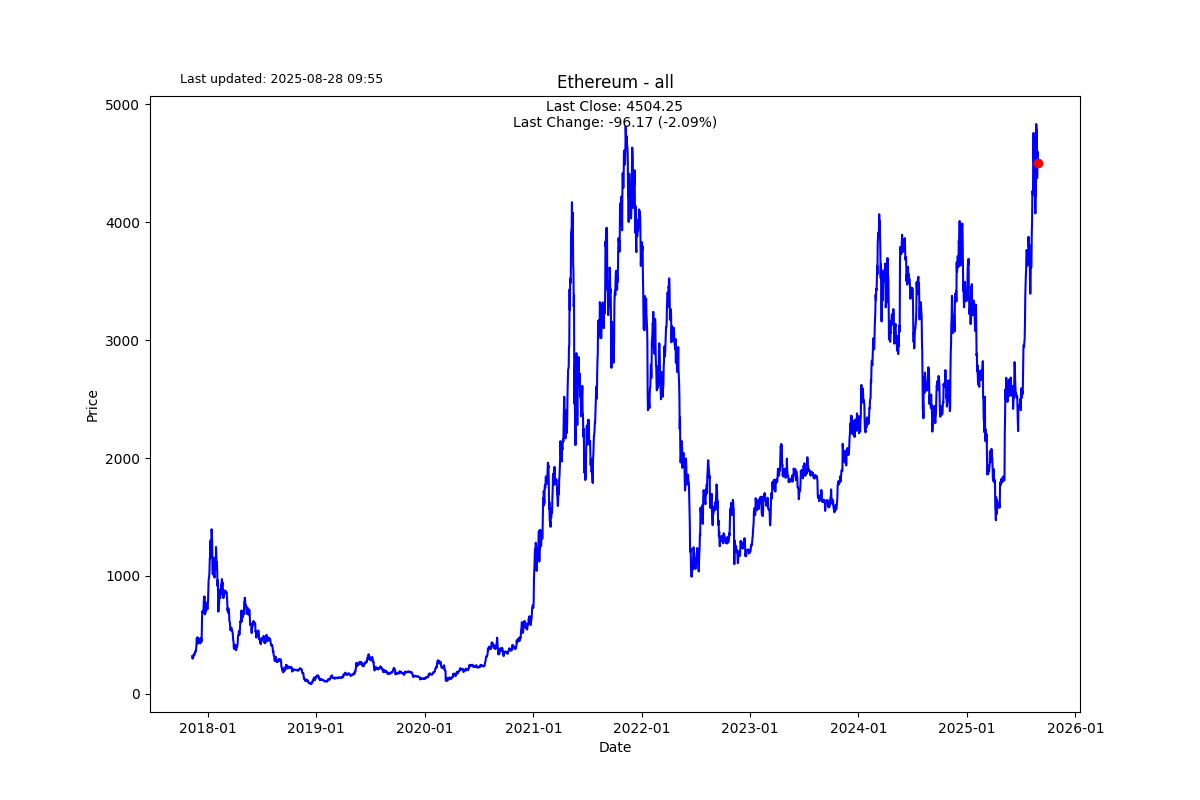 Last updated: 2025-08-28 09:55
Ethereum - all
Last Close: 4504.25
Last Change: -96.17 (-2.09%)
5000
4000
3000
2000
1000
0
Price
2018-01 2019-01 2020-01 2021-01 2022-01 2023-01 2024-01 2025-01 2026-01
Date